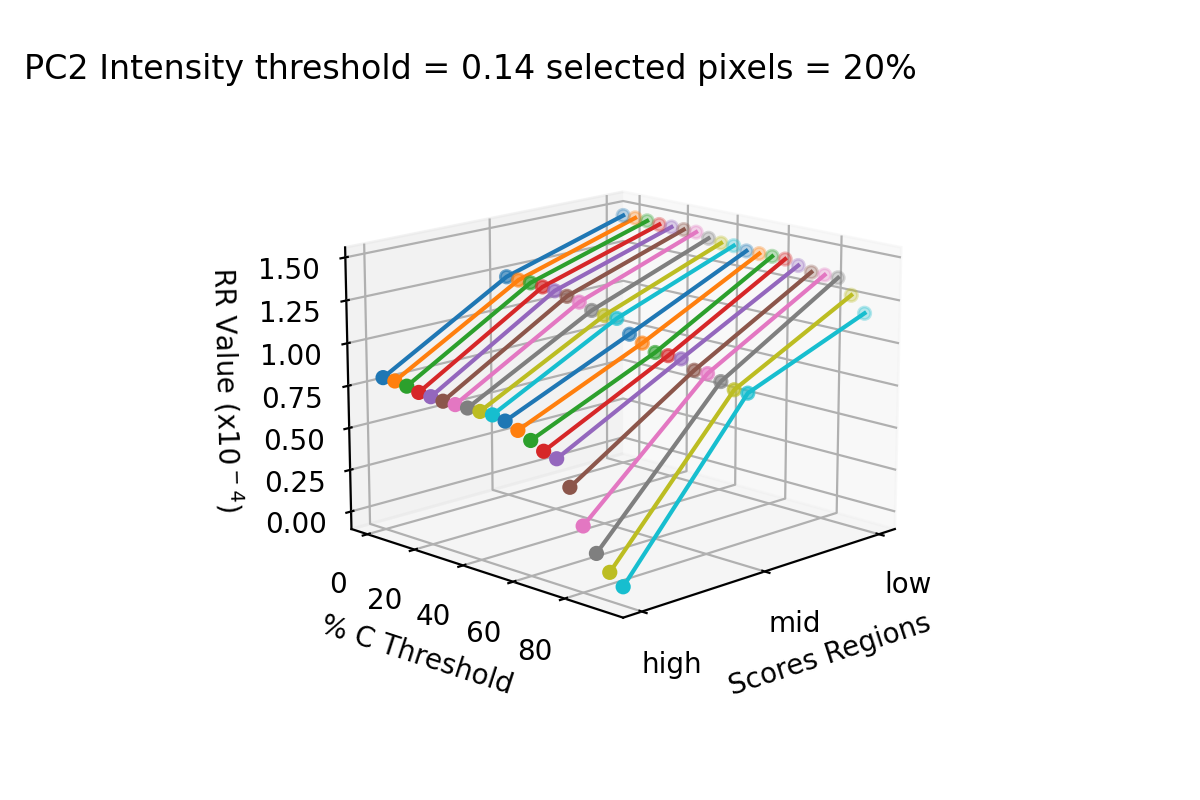 PC2 Intensity threshold = 0.14 selected pixels = 20%
RR Value (x10⁻⁴)
1.50
1.25
1.00
0.75
0.50
0.25
0.00
0
20
40
60
80
% C Threshold
low
mid
high
Scores Regions